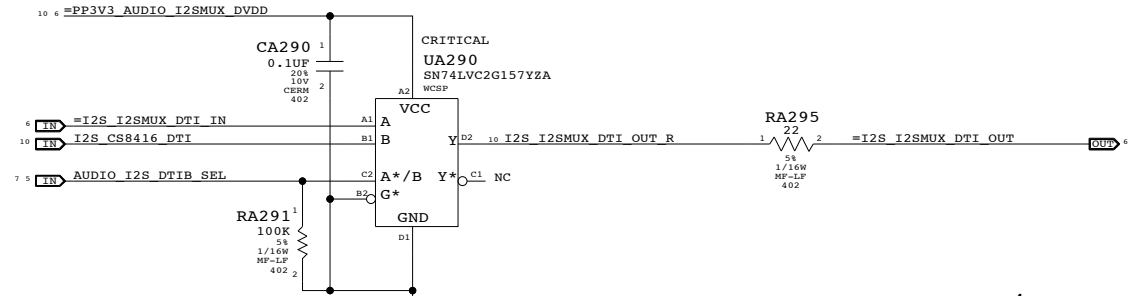 10 6 =PP3V3_AUDIO_I2SMUX_DVDD
CA290 1
0.1UF
20%
10V
CERM
402
2
CRITICAL
UA290
SN74LVC2G157YZA
WCSP
A2
VCC
6 IN =I2S_I2SMUX_DTI_IN A1 A
10 IN I2S_CS8416_DTI B1 B
Y D2 10 I2S_I2SMUX_DTI_OUT_R
RA295
22
1 2
5%
1/16W
MF-LF
402
=I2S_I2SMUX_DTI_OUT OUT 6
7 5 IN AUDIO_I2S_DTIB_SEL C2 A*/B
Y* C1 NC
B2 G*
GND
D1
RA291 1
100K
5%
1/16W
MF-LF
402 2